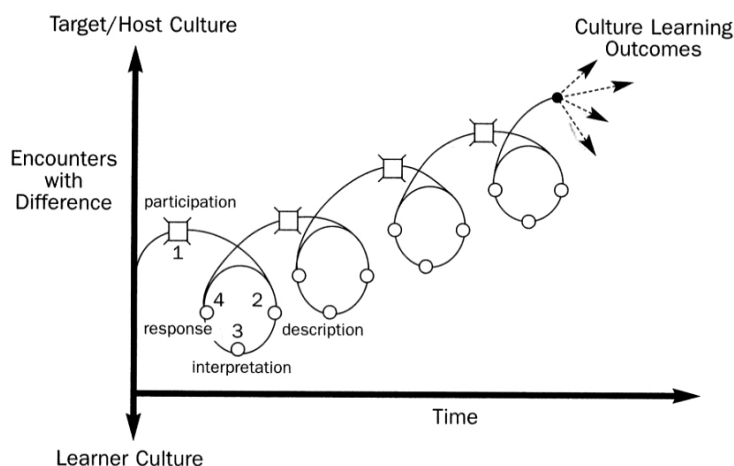 Target/Host Culture
Culture Learning
Outcomes
Encounters
with
Difference
participation
1
4 2
response 3 description
interpretation
Time
Learner Culture